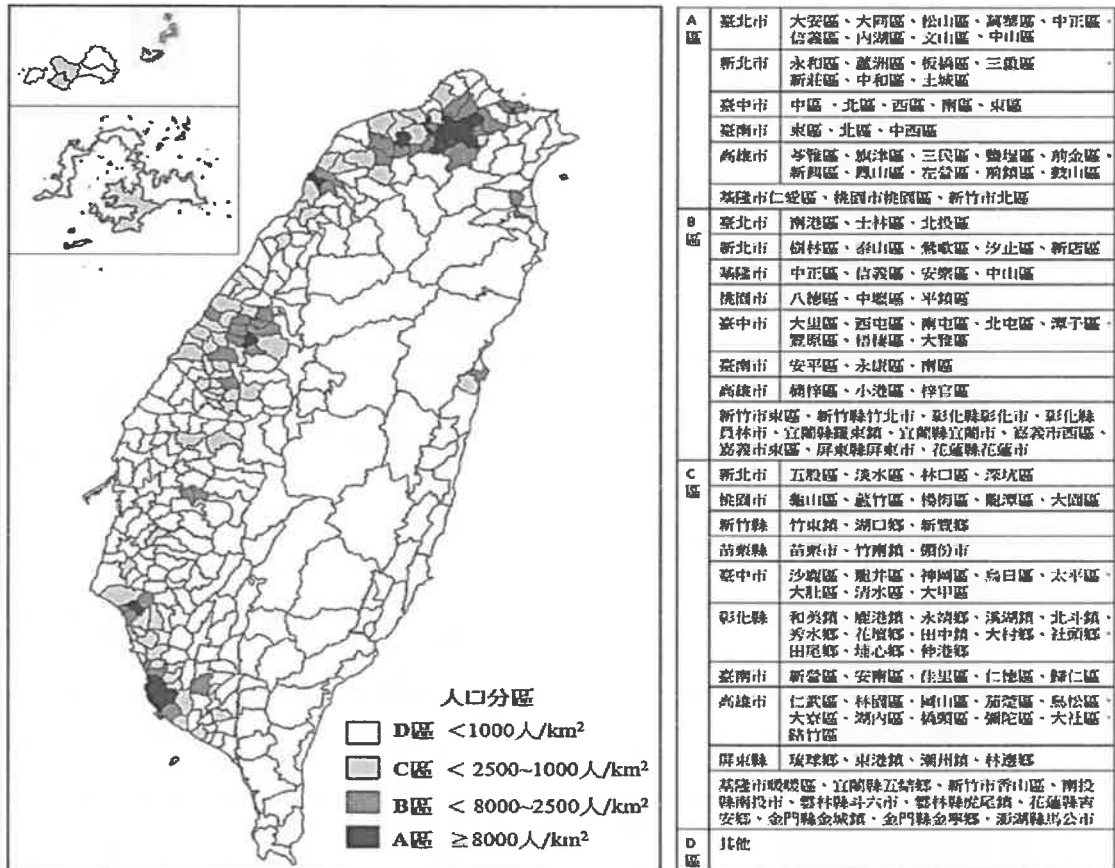 人口分區
D區 <1000人/km²
C區 < 2500~1000人/km²
B區 < 8000~2500人/km²
A區 ≥8000人/km²
A區
臺北市 大安區、大同區、松山區、萬華區、中正區、
信義區、內湖區、文山區、中山區
新北市 永和區、蘆洲區、板橋區、三重區
新莊區、中和區、土城區
臺中市 中區、北區、西區、南區、東區
臺南市 東區、北區、中西區
高雄市 苓雅區、旗津區、三民區、鹽埕區、前金區、
新興區、鳳山區、左營區、前鎮區、鼓山區
基隆市仁愛區、桃園市桃園區、新竹市北區
B區
臺北市 南港區、士林區、北投區
新北市 樹林區、泰山區、鶯歌區、汐止區、新店區
基隆市 中正區、信義區、安樂區、中山區
桃園市 八德區、中壢區、平鎮區
臺中市 大里區、西屯區、南屯區、北屯區、潭子區、
豐原區、梧棲區、大雅區
臺南市 安平區、永康區、南區
高雄市 楠梓區、小港區、梓官區
新竹市東區、新竹縣竹北市、彰化縣彰化市、彰化縣
員林市、宜蘭縣羅東鎮、宜蘭縣宜蘭市、嘉義市西區、
嘉義市東區、屏東縣屏東市、花蓮縣花蓮市
C區
新北市 五股區、淡水區、林口區、深坑區
桃園市 龜山區、蘆竹區、楊梅區、龍潭區、大園區
新竹縣 竹東鎮、湖口鄉、新豐鄉
苗栗縣 苗栗市、竹南鎮、頭份市
臺中市 沙鹿區、龍井區、神岡區、烏日區、太平區、
大肚區、清水區、大甲區
彰化縣 和美鎮、鹿港鎮、永靖鄉、溪湖鎮、北斗鎮、
秀水鄉、花壇鄉、田中鎮、大村鄉、社頭鄉、
田尾鄉、埔心鄉、伸港鄉
臺南市 新營區、安南區、佳里區、仁德區、歸仁區
高雄市 仁武區、林園區、岡山區、茄萣區、鳥松區、
大寮區、湖內區、橋頭區、彌陀區、大社區、
路竹區
屏東縣 琉球鄉、東港鎮、潮州鎮、林邊鄉
基隆市暖暖區、宜蘭縣五結鄉、新竹市香山區、南投
縣南投市、雲林縣斗六市、雲林縣虎尾鎮、花蓮縣吉
安鄉、金門縣金城鎮、金門縣金寧鄉、澎湖縣馬公市
D區
其他